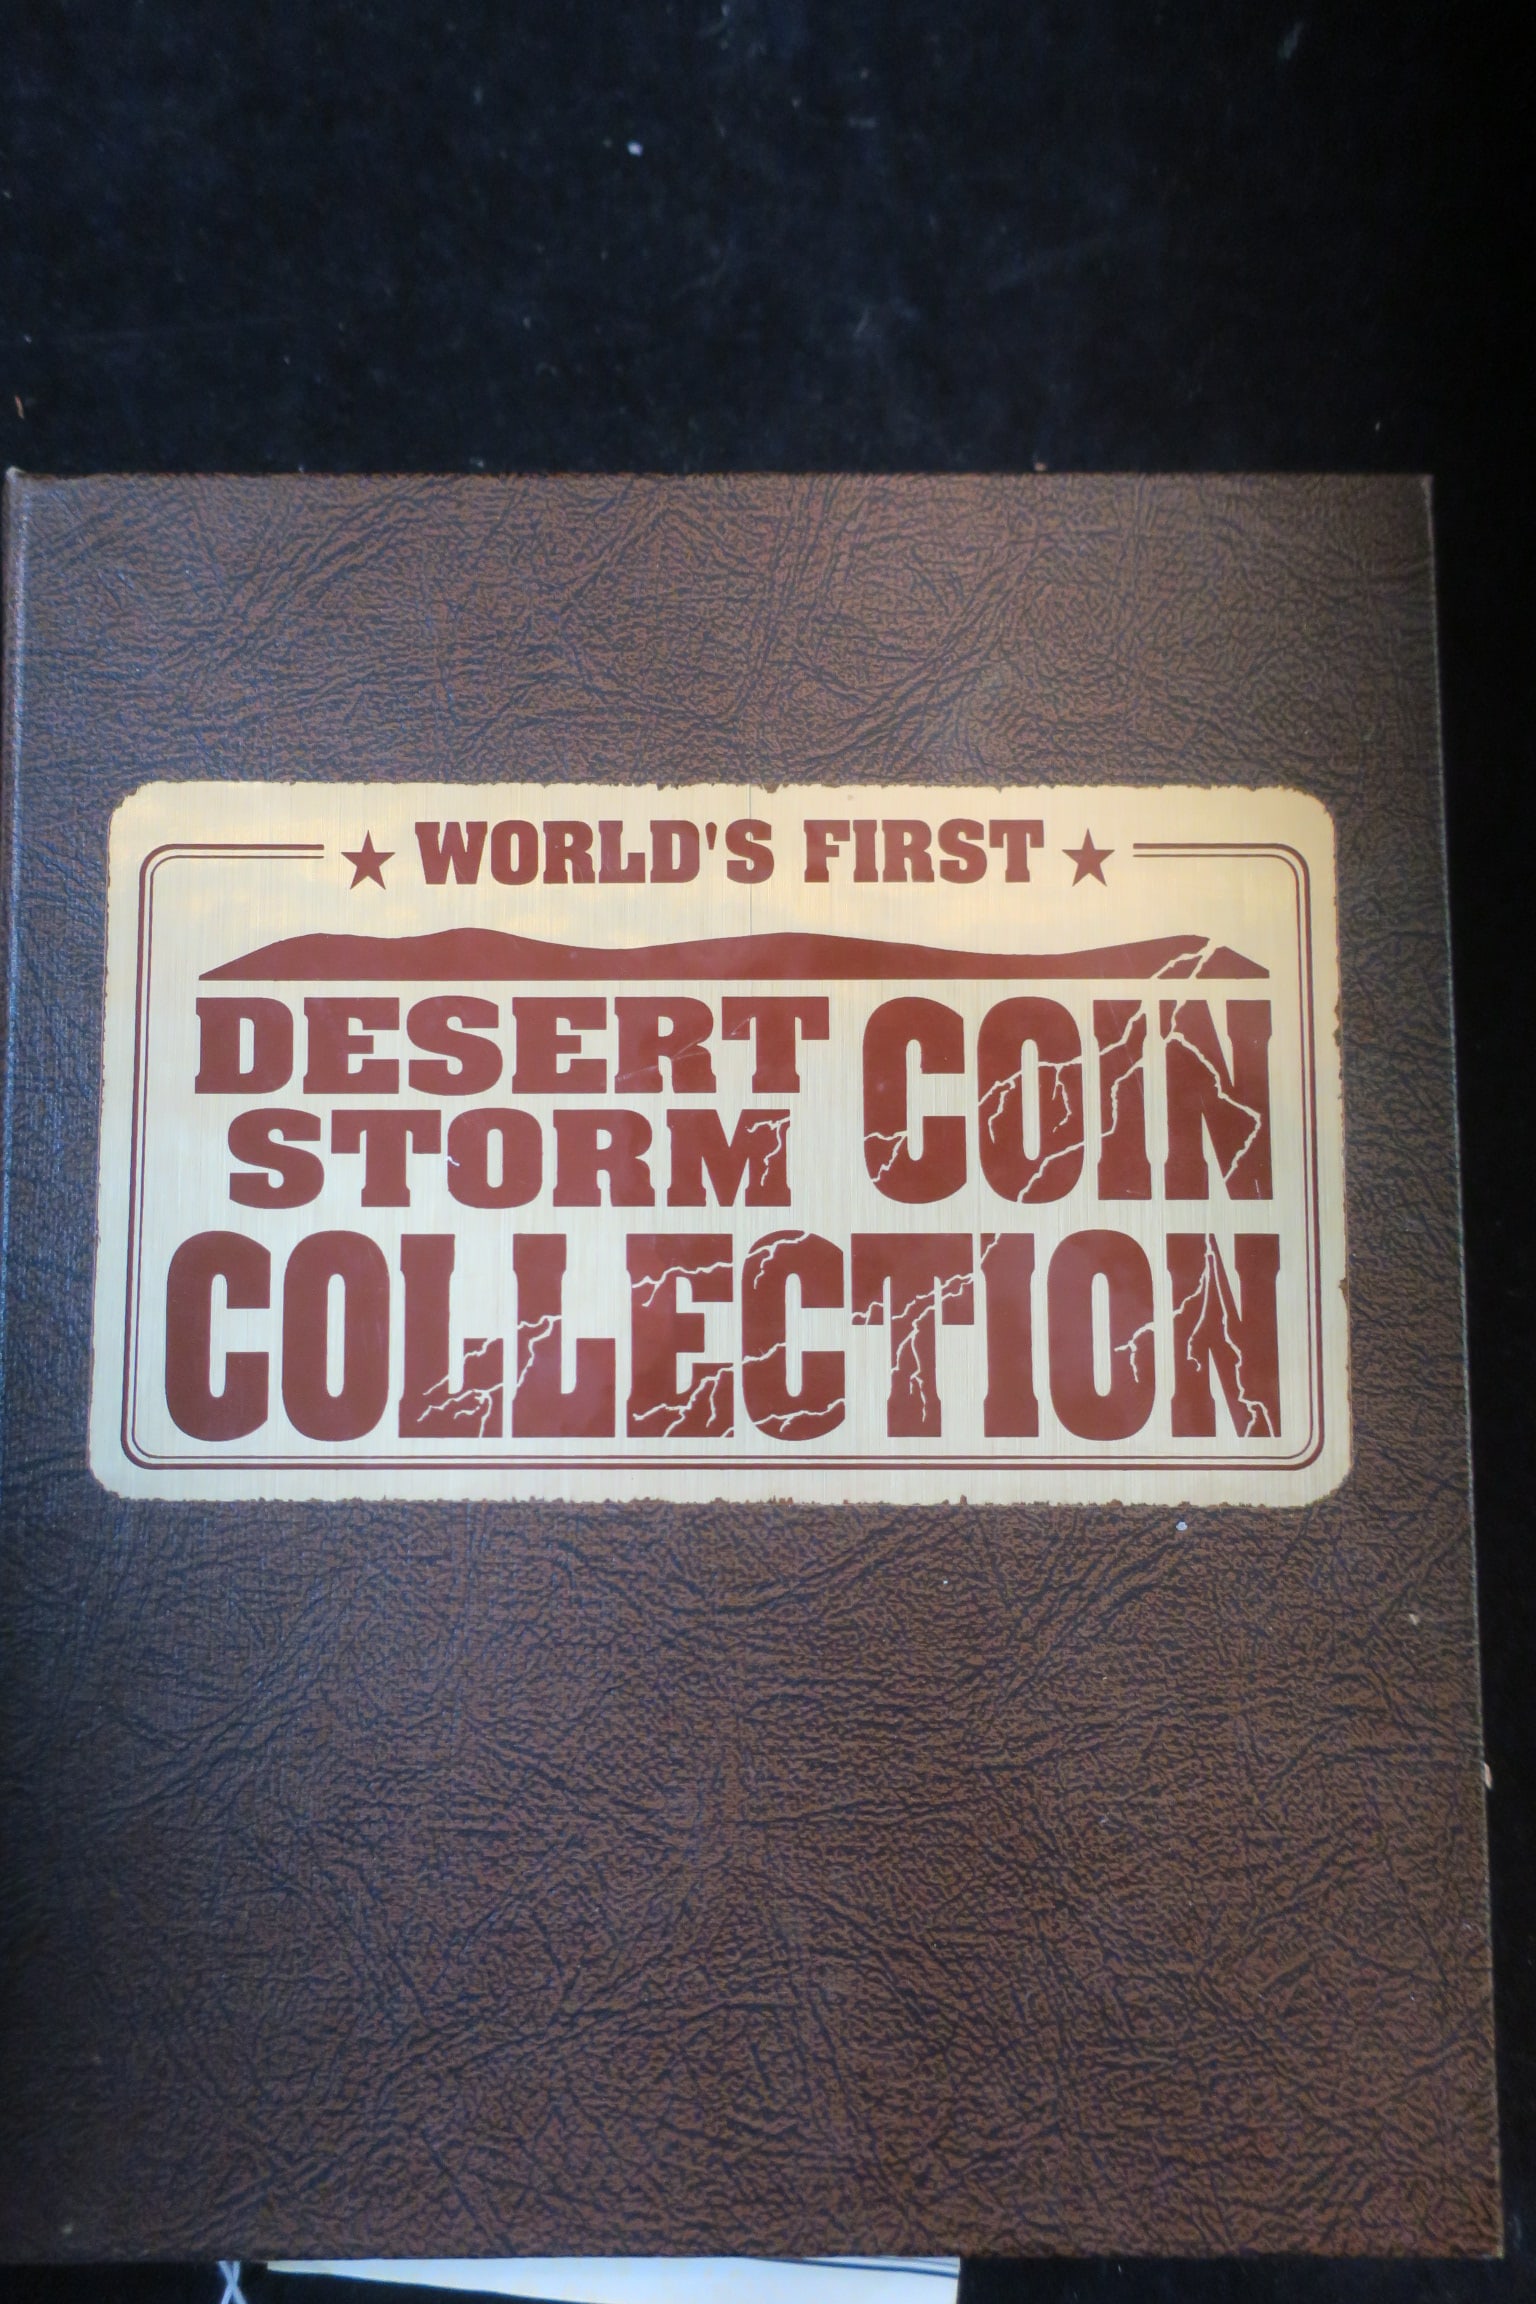 WORLD'S FIRST
DESERT STORM COIN
COLLECTION